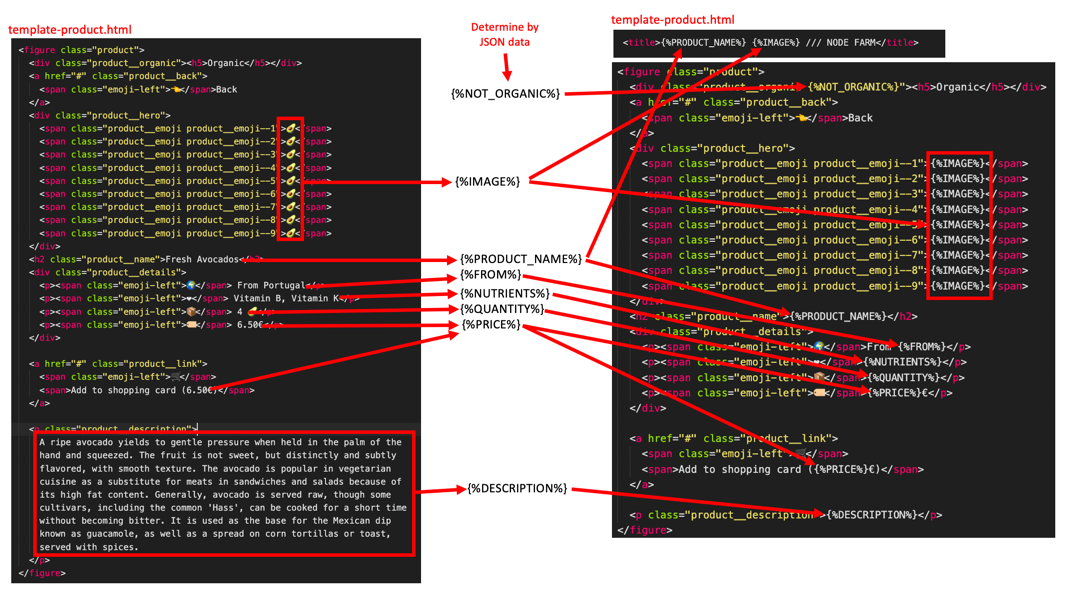 template-product.html
<figure class="product">
<div class="product__organic"><h5>Organic</h5></div>
<a href="#" class="product__back">
<span class="emoji-left">👈</span>Back
</a>
<div class="product__hero">
<span class="product__emoji product__emoji--1">🥑</span>
<span class="product__emoji product__emoji--2">🥑</span>
<span class="product__emoji product__emoji--3">🥑</span>
<span class="product__emoji product__emoji--4">🥑</span>
<span class="product__emoji product__emoji--5">🥑</span>
<span class="product__emoji product__emoji--6">🥑</span>
<span class="product__emoji product__emoji--7">🥑</span>
<span class="product__emoji product__emoji--8">🥑</span>
<span class="product__emoji product__emoji--9">🥑</span>
</div>
<h2 class="product__name">Fresh Avocados</h2>
<div class="product__details">
<p><span class="emoji-left">🌍</span> From Portugal</p>
<p><span class="emoji-left">❤️</span> Vitamin B, Vitamin K</p>
<p><span class="emoji-left">📦</span> 4 🥑</p>
<p><span class="emoji-left">🏷</span> 6.50€</p>
</div>
<a href="#" class="product__link">
<span class="emoji-left">🛒</span>
<span>Add to shopping card (6.50€)</span>
</a>
<p class="product__description">
A ripe avocado yields to gentle pressure when held in the palm of the
hand and squeezed. The fruit is not sweet, but distinctly and subtly
flavored, with smooth texture. The avocado is popular in vegetarian
cuisine as a substitute for meats in sandwiches and salads because of
its high fat content. Generally, avocado is served raw, though some
cultivars, including the common 'Hass', can be cooked for a short time
without becoming bitter. It is used as the base for the Mexican dip
known as guacamole, as well as a spread on corn tortillas or toast,
served with spices.
</p>
</figure>
Determine by
JSON data
{%NOT_ORGANIC%}
{%IMAGE%}
{%PRODUCT_NAME%}
{%FROM%}
{%NUTRIENTS%}
{%QUANTITY%}
{%PRICE%}
{%DESCRIPTION%}
template-product.html
<title>{%PRODUCT_NAME%} {%IMAGE%} /// NODE FARM</title>
<figure class="product">
<div class="product__organic {%NOT_ORGANIC%}"><h5>Organic</h5></div>
<a href="#" class="product__back">
<span class="emoji-left">👈</span>Back
</a>
<div class="product__hero">
<span class="product__emoji product__emoji--1">{%IMAGE%}</span>
<span class="product__emoji product__emoji--2">{%IMAGE%}</span>
<span class="product__emoji product__emoji--3">{%IMAGE%}</span>
<span class="product__emoji product__emoji--4">{%IMAGE%}</span>
<span class="product__emoji product__emoji--5">{%IMAGE%}</span>
<span class="product__emoji product__emoji--6">{%IMAGE%}</span>
<span class="product__emoji product__emoji--7">{%IMAGE%}</span>
<span class="product__emoji product__emoji--8">{%IMAGE%}</span>
<span class="product__emoji product__emoji--9">{%IMAGE%}</span>
</div>
<h2 class="product__name">{%PRODUCT_NAME%}</h2>
<div class="product__details">
<p><span class="emoji-left">🌍</span>From {%FROM%}</p>
<p><span class="emoji-left">❤️</span>{%NUTRIENTS%}</p>
<p><span class="emoji-left">📦</span>{%QUANTITY%}</p>
<p><span class="emoji-left">🏷</span>{%PRICE%}€</p>
</div>
<a href="#" class="product__link">
<span class="emoji-left">🛒</span>
<span>Add to shopping card ({%PRICE%}€)</span>
</a>
<p class="product__description">{%DESCRIPTION%}</p>
</figure>